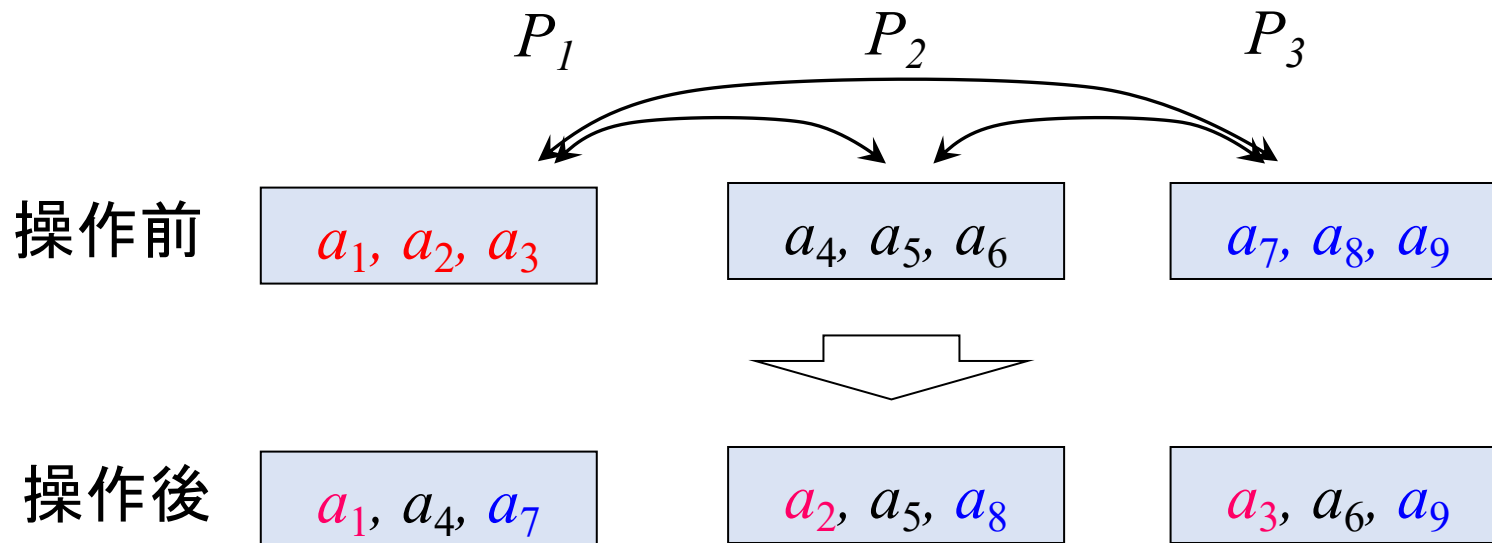 P₁ P₂ P₃
操作前 a₁, a₂, a₃ a₄, a₅, a₆ a₇, a₈, a₉
操作後 a₁, a₄, a₇ a₂, a₅, a₈ a₃, a₆, a₉